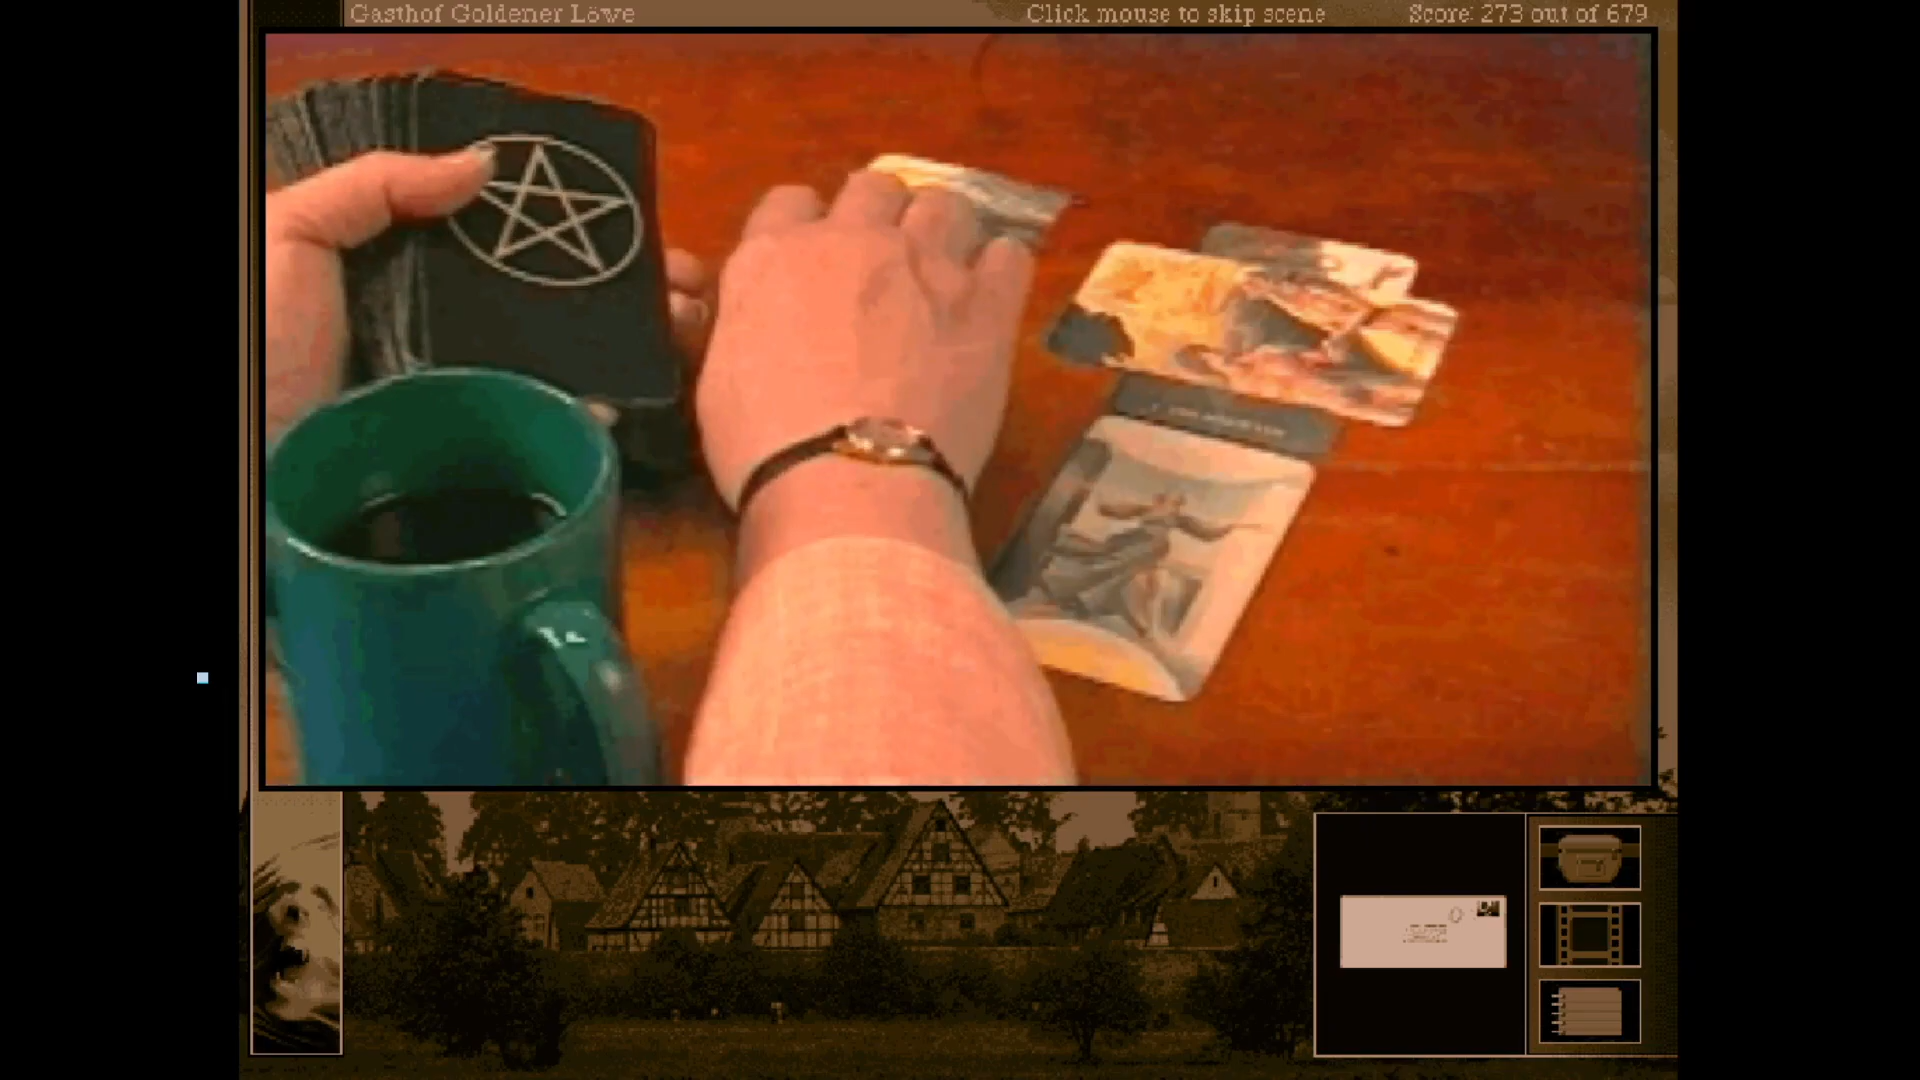 Gasthof Goldener Löwe
Click mouse to skip scene
Score: 273 out of 679